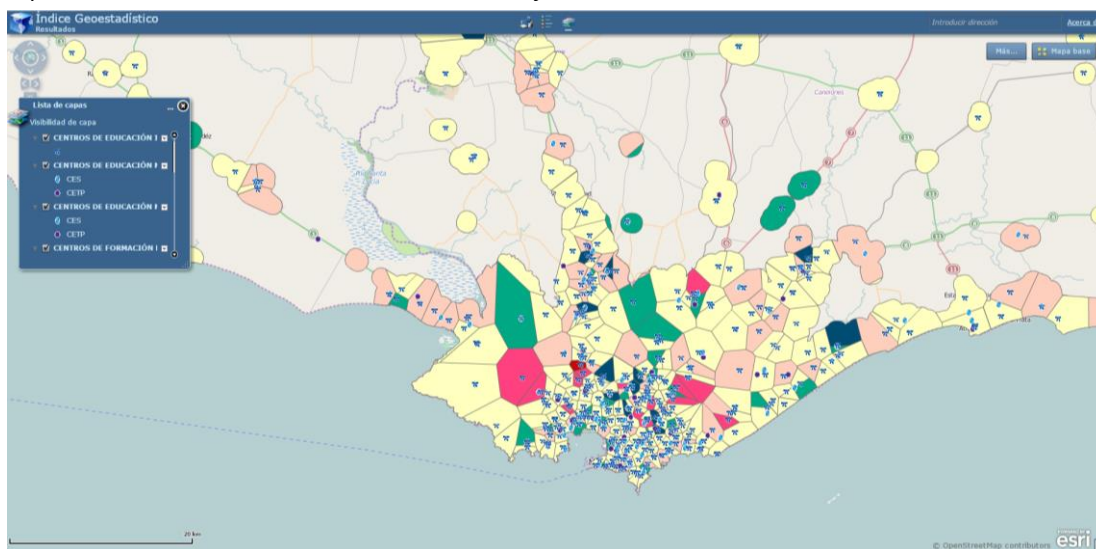 Índice Geoestadístico
Resultados
Introducir dirección
Acerca d
Más...
Mapa base
Lista de capas
Visibilidad de capa
CENTROS DE EDUCACIÓN I
CENTROS DE EDUCACIÓN
CES
CETP
CENTROS DE EDUCACIÓN
CES
CETP
CENTROS DE FORMACIÓN
Canelones
20 km
© OpenStreetMap contributors
esri